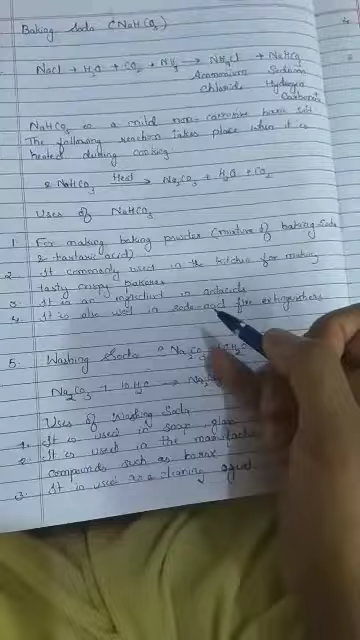 Baking Soda (NaHCO3)
NaCl + H2O + CO2 + NH3 → NH4Cl + NaHCO3
Ammonium Sodium
Chloride Hydrogen
Carbonate
NaHCO3 is a mild non-corrosive basic salt
The following reaction takes place when it is
heated during cooking
2 NaHCO3 Heat → Na2CO3 + H2O + CO2
Uses of NaHCO3
1. For making baking powder (mixture of baking soda
& tartaric acid)
2. It commonly used in the kitchen for making
tasty crispy pakoras
3. It is an ingredient in antacids
4. It is also used in soda-acid fire extinguishers
5. Washing Soda
Na2CO3 + 10H2O →
Uses of Washing Soda
1. It is used in soap, glass
2. It is used in the
compounds such as borax
3. It is used as a cleaning agent